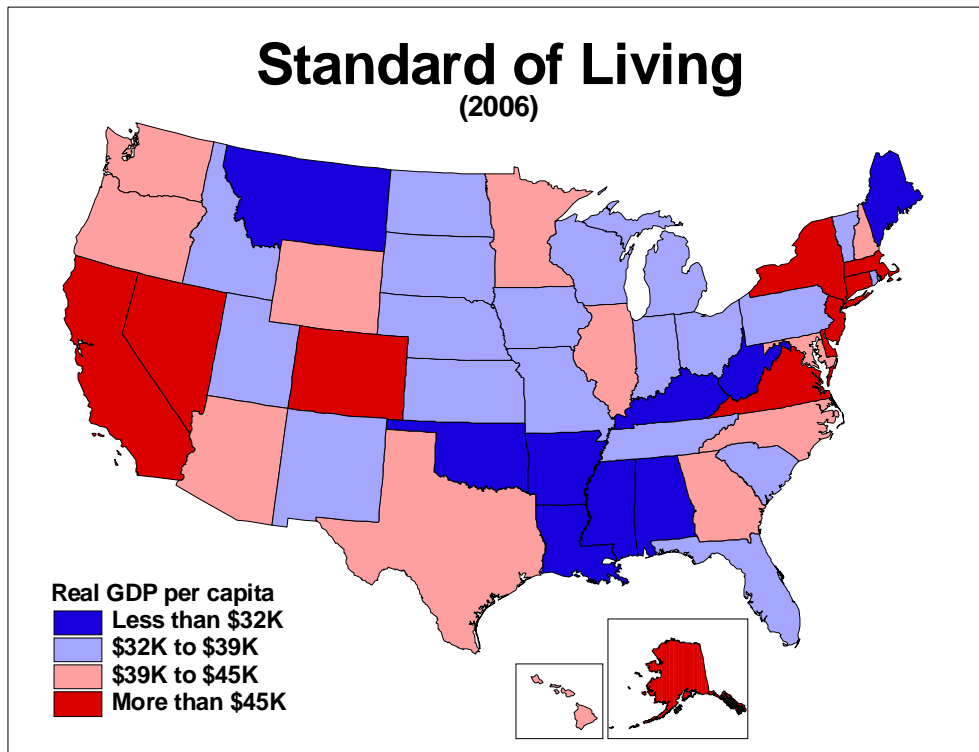 Standard of Living
(2006)
Real GDP per capita
Less than $32K
$32K to $39K
$39K to $45K
More than $45K